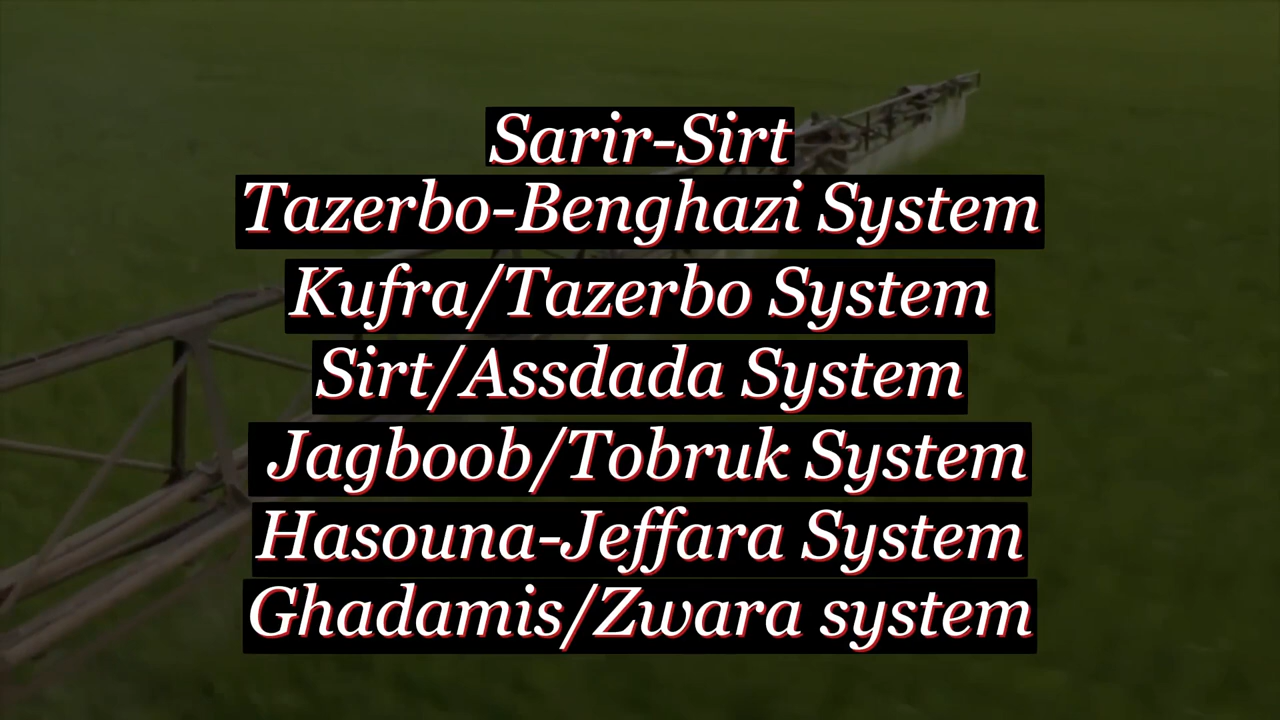 Sarir-Sirt
Tazerbo-Benghazi System
Kufra/Tazerbo System
Sirt/Assdada System
Jagboob/Tobruk System
Hasouna-Jeffara System
Ghadamis/Zwara system